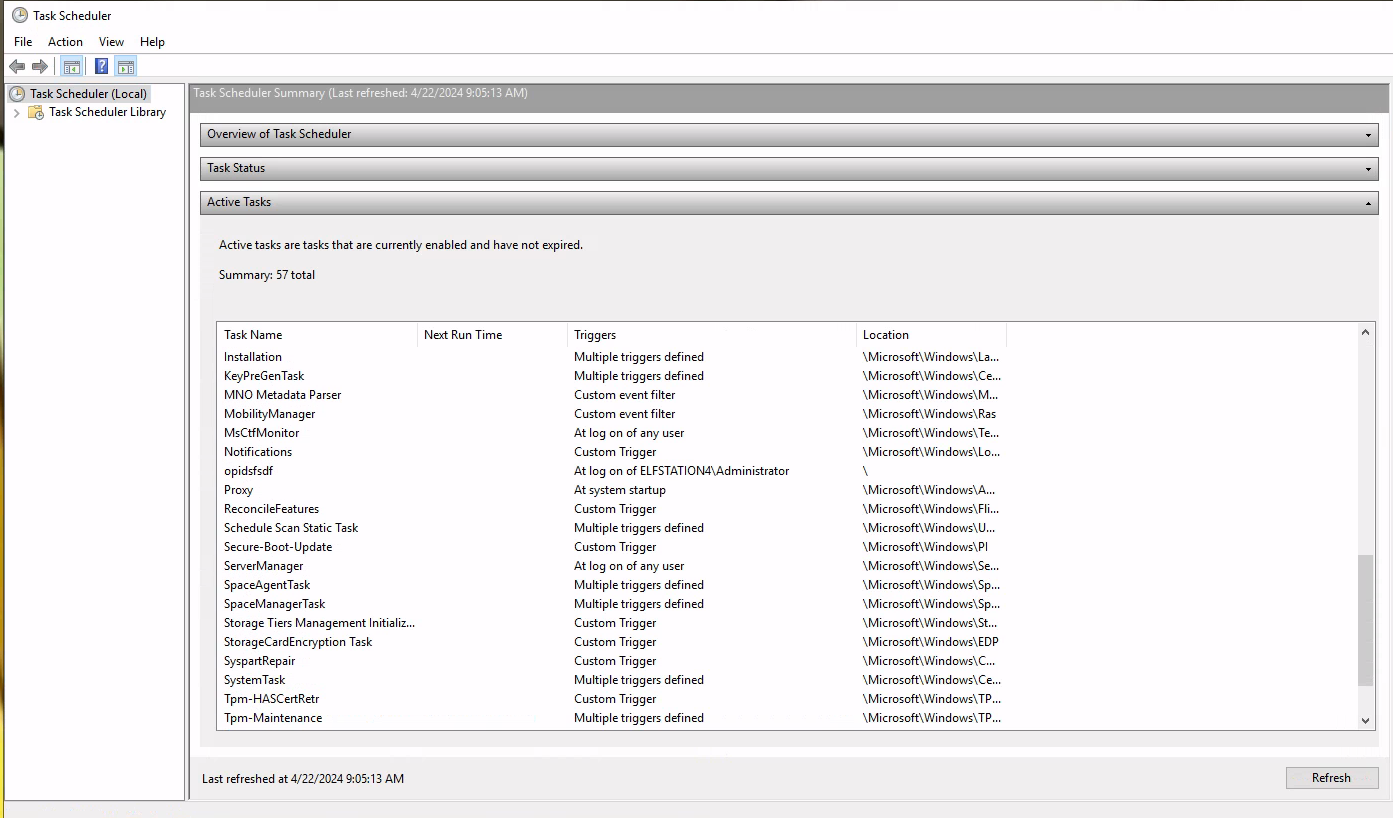 Task Scheduler
File Action View Help
Task Scheduler (Local)
Task Scheduler Library
Task Scheduler Summary (Last refreshed: 4/22/2024 9:05:13 AM)
Overview of Task Scheduler
Task Status
Active Tasks
Active tasks are tasks that are currently enabled and have not expired.
Summary: 57 total
Task Name Next Run Time Triggers Location
Installation Multiple triggers defined \Microsoft\Windows\La...
KeyPreGenTask Multiple triggers defined \Microsoft\Windows\Ce...
MNO Metadata Parser Custom event filter \Microsoft\Windows\M...
MobilityManager Custom event filter \Microsoft\Windows\Ras
MsCtfMonitor At log on of any user \Microsoft\Windows\Te...
Notifications Custom Trigger \Microsoft\Windows\Lo...
opidsfsdf At log on of ELFSTATION4\Administrator \
Proxy At system startup \Microsoft\Windows\A...
ReconcileFeatures Custom Trigger \Microsoft\Windows\Fli...
Schedule Scan Static Task Multiple triggers defined \Microsoft\Windows\U...
Secure-Boot-Update Custom Trigger \Microsoft\Windows\PI
ServerManager At log on of any user \Microsoft\Windows\Se...
SpaceAgentTask Multiple triggers defined \Microsoft\Windows\Sp...
SpaceManagerTask Multiple triggers defined \Microsoft\Windows\Sp...
Storage Tiers Management Initializ... Custom Trigger \Microsoft\Windows\St...
StorageCardEncryption Task Custom Trigger \Microsoft\Windows\EDP
SyspartRepair Custom Trigger \Microsoft\Windows\C...
SystemTask Multiple triggers defined \Microsoft\Windows\Ce...
Tpm-HASCertRetr Custom Trigger \Microsoft\Windows\TP...
Tpm-Maintenance Multiple triggers defined \Microsoft\Windows\TP...
Last refreshed at 4/22/2024 9:05:13 AM
Refresh